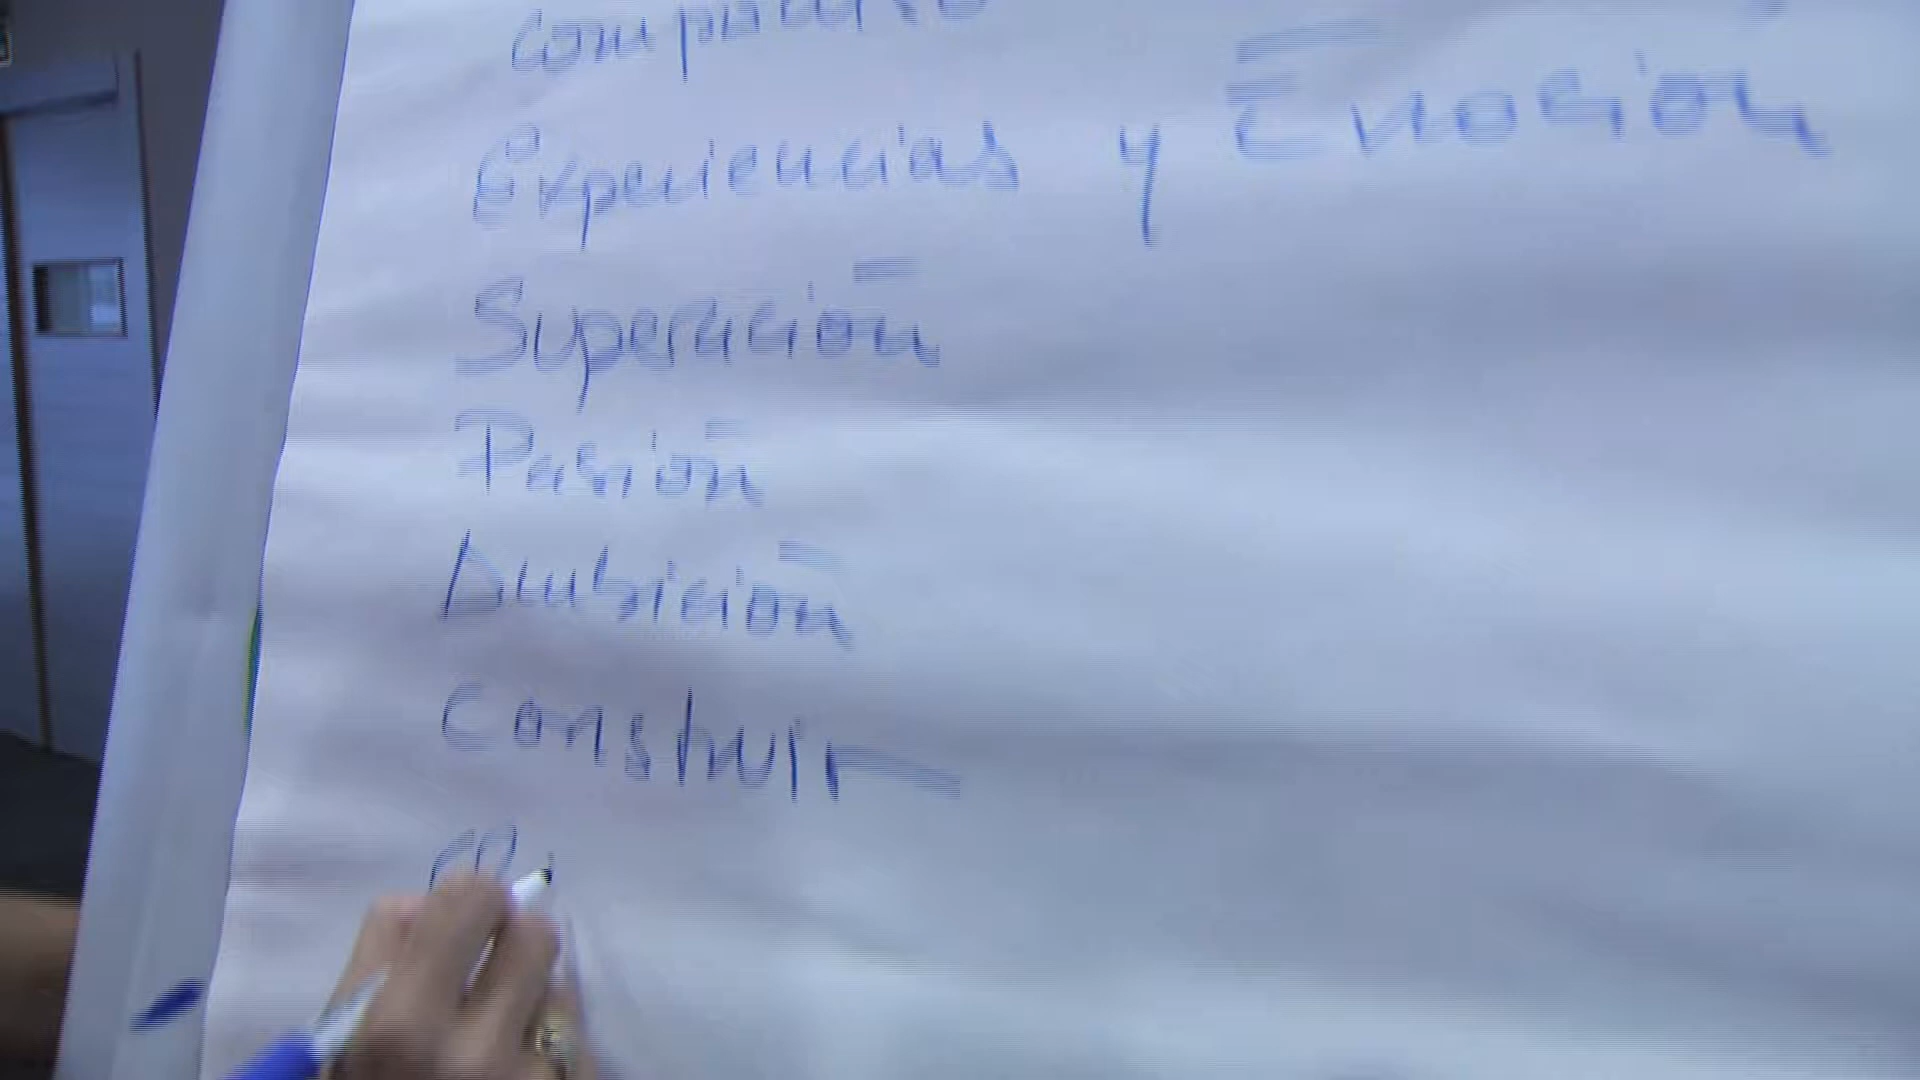 Experiencias y Emoción
Superación
Pasión
Ambición
Construir